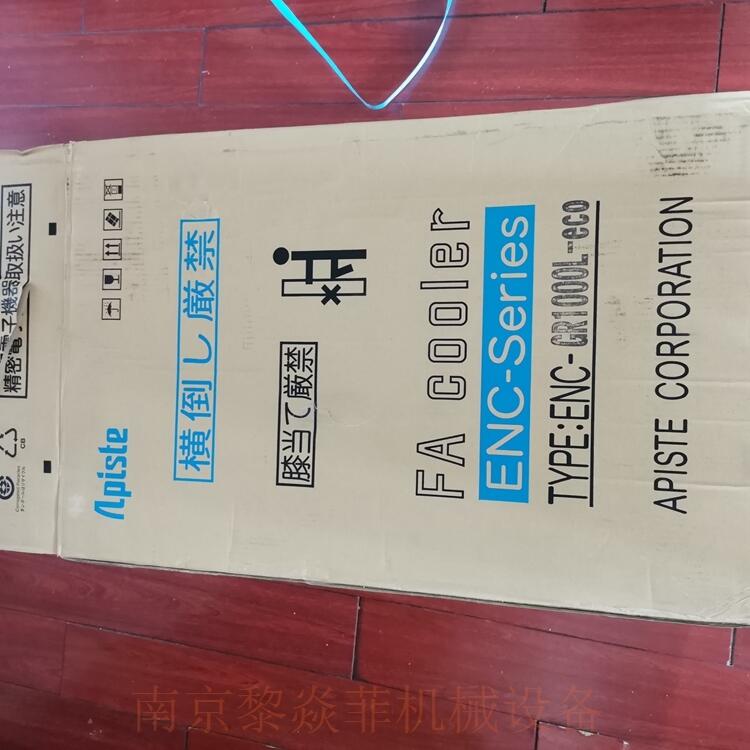 Apiste
横倒し厳禁
膝当て厳禁
FA cooler
ENC-Series
TYPE:ENC-GR1000L-eco
APISTE CORPORATION
子機器取扱い注意
精密電
CB
南京黎焱菲机械设备